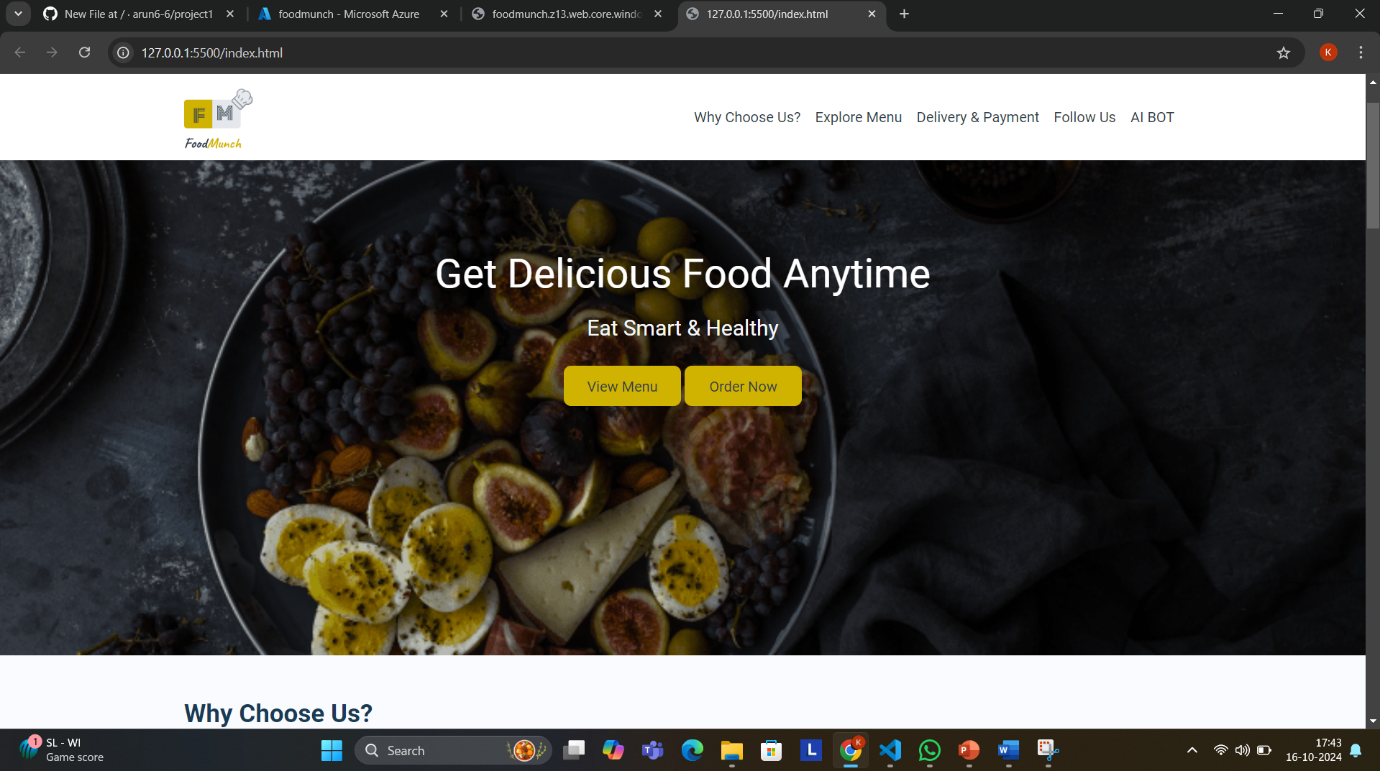 New File at / · arun6-6/project1
foodmunch - Microsoft Azure
foodmunch.z13.web.core.windo
127.0.0.1:5500/index.html
127.0.0.1:5500/index.html
K
F M
FoodMunch
Why Choose Us? Explore Menu Delivery & Payment Follow Us AI BOT
Get Delicious Food Anytime
Eat Smart & Healthy
View Menu Order Now
Why Choose Us?
1
SL - WI
Game score
Search
L
K
P
W
17:43
16-10-2024